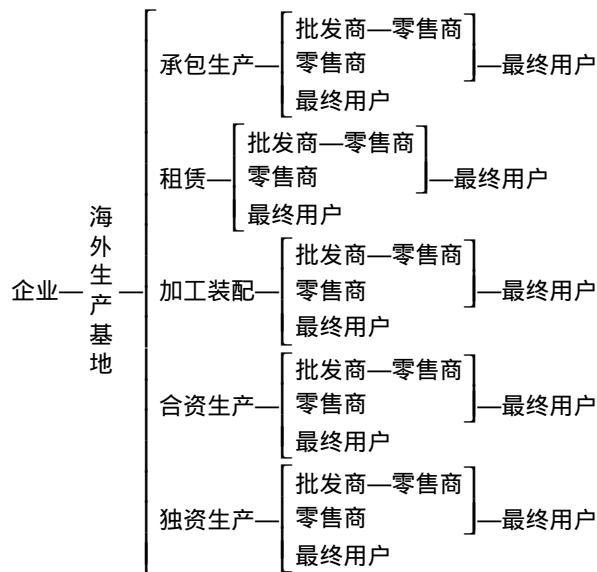 批发商—零售商
承包生产—零售商—最终用户
最终用户
批发商—零售商
租赁—零售商—最终用户
最终用户
批发商—零售商
企业—海外生产基地—加工装配—零售商—最终用户
最终用户
批发商—零售商
合资生产—零售商—最终用户
最终用户
批发商—零售商
独资生产—零售商—最终用户
最终用户